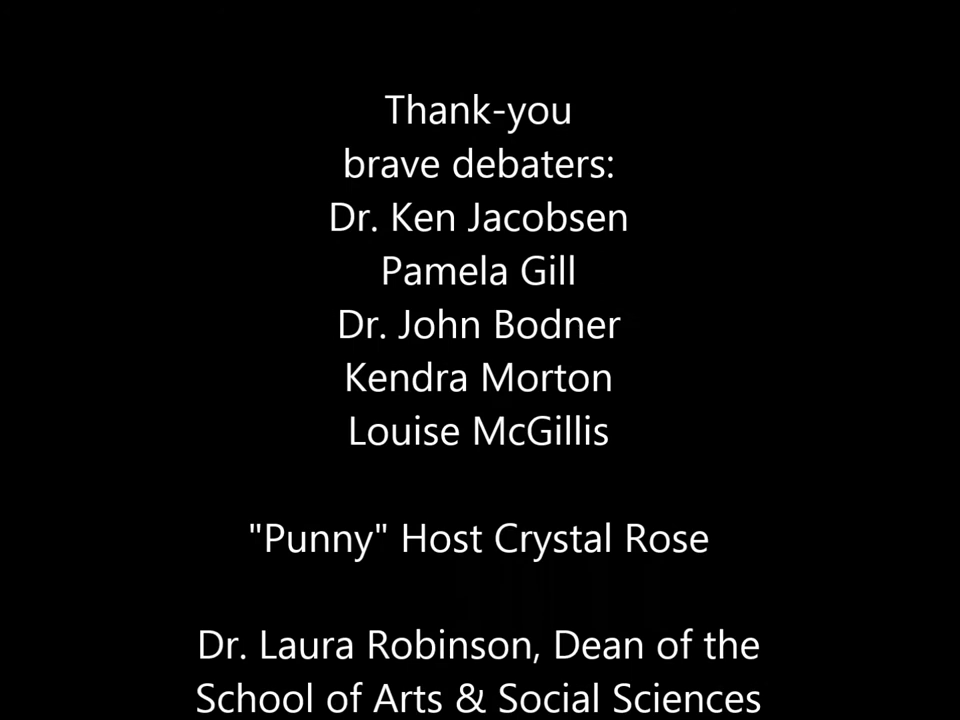 Thank-you
brave debaters:
Dr. Ken Jacobsen
Pamela Gill
Dr. John Bodner
Kendra Morton
Louise McGillis
"Punny" Host Crystal Rose
Dr. Laura Robinson, Dean of the
School of Arts & Social Sciences